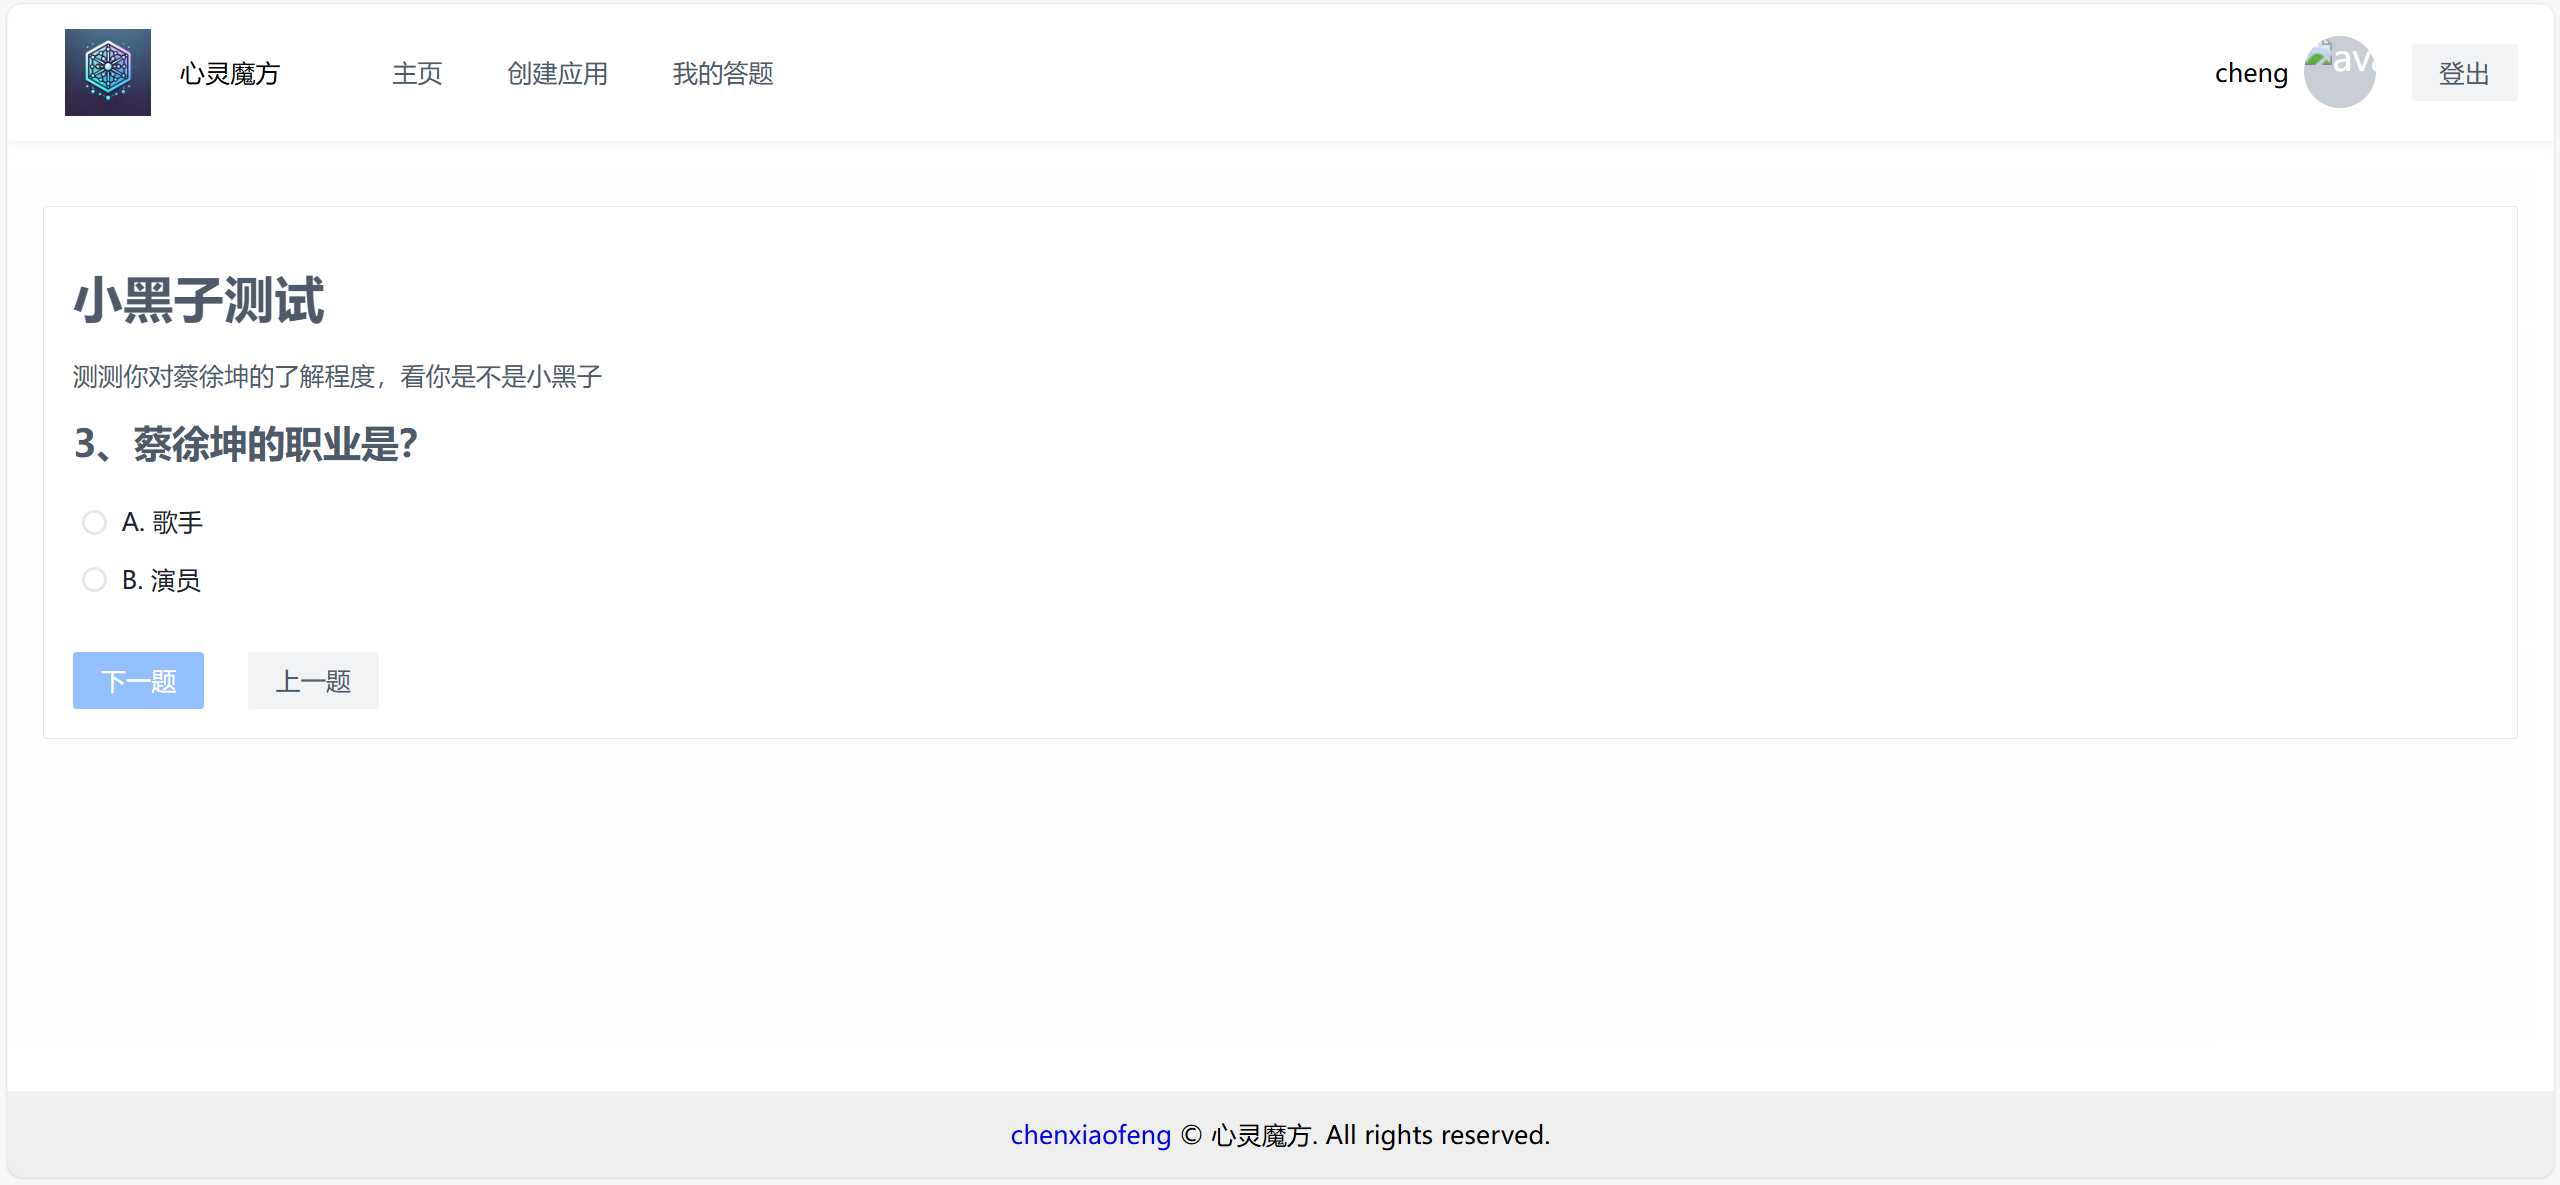 心灵魔方 主页 创建应用 我的答题 cheng ava 登出
小黑子测试
测测你对蔡徐坤的了解程度，看你是不是小黑子
3、蔡徐坤的职业是？
A. 歌手
B. 演员
下一题 上一题
chenxiaofeng © 心灵魔方. All rights reserved.